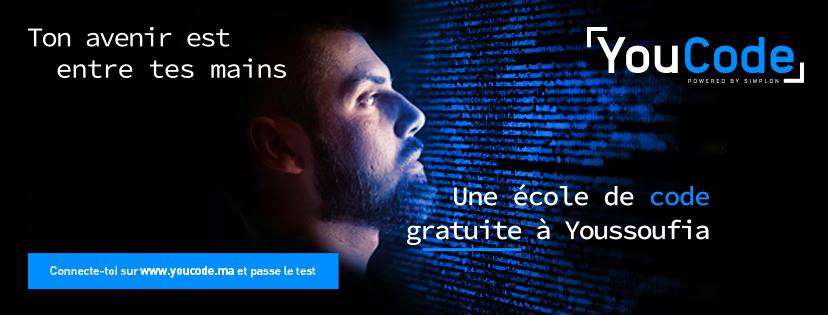 Ton avenir est
entre tes mains
YouCode
POWERED BY SIMPLON
Une école de code
gratuite à Youssoufia
Connecte-toi sur www.youcode.ma et passe le test